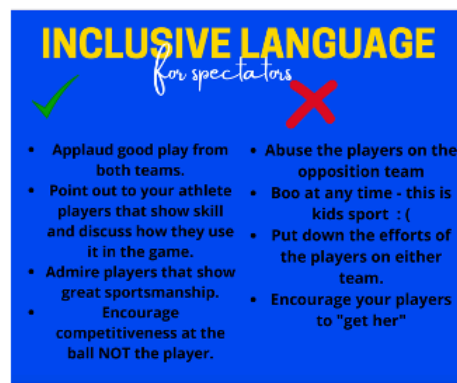 INCLUSIVE LANGUAGE
for spectators
• Applaud good play from
both teams.
• Point out to your athlete
players that show skill
and discuss how they use
it in the game.
• Admire players that show
great sportsmanship.
• Encourage
competitiveness at the
ball NOT the player.
• Abuse the players on the
opposition team
• Boo at any time - this is
kids sport : (
• Put down the efforts of
the players on either
team.
• Encourage your players
to "get her"